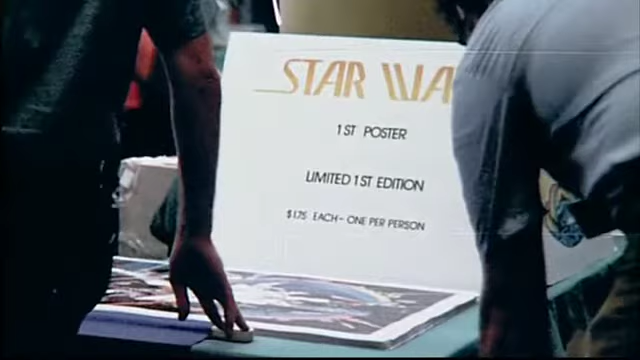 STAR WA
1ST POSTER
LIMITED 1ST EDITION
$1.75 EACH - ONE PER PERSON